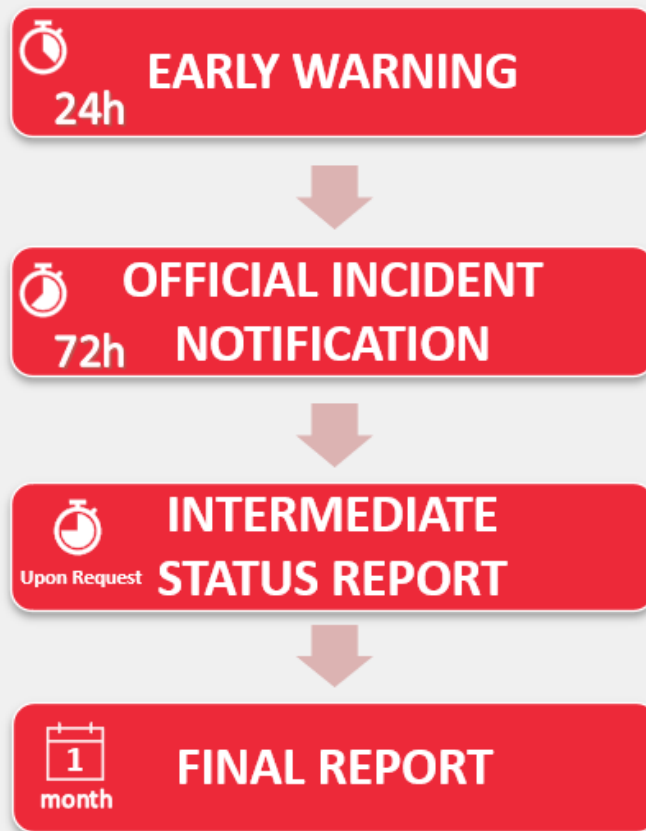 EARLY WARNING
24h
OFFICIAL INCIDENT
NOTIFICATION
72h
INTERMEDIATE
STATUS REPORT
Upon Request
1
month
FINAL REPORT